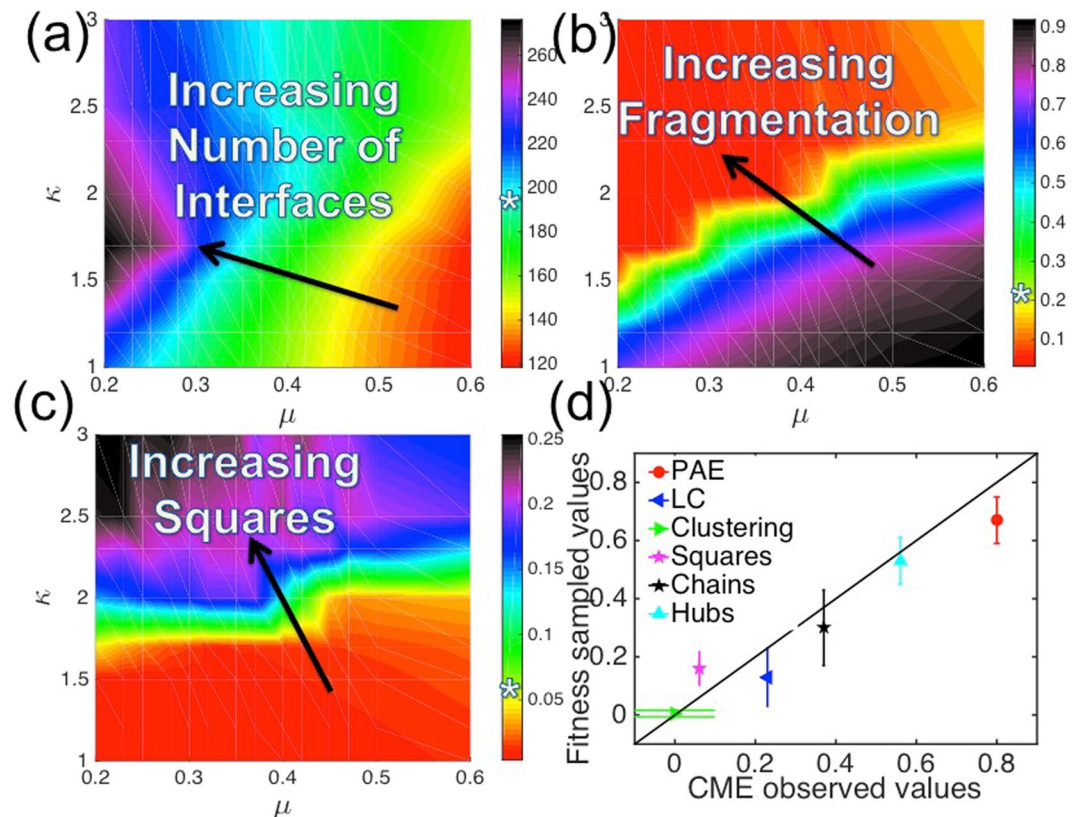 (a)
Increasing
Number of
Interfaces
3
2.5
2
1.5
1
κ
0.2 0.3 0.4 0.5 0.6
μ
260
240
220
200
*
180
160
140
120
(b)
Increasing
Fragmentation
3
2.5
2
1.5
1
0.2 0.3 0.4 0.5 0.6
μ
0.9
0.8
0.7
0.6
0.5
0.4
0.3
0.2
*
0.1
(c)
Increasing
Squares
3
2.5
2
1.5
1
κ
0.2 0.3 0.4 0.5 0.6
μ
0.25
0.2
0.15
0.1
0.05
*
(d)
PAE
LC
Clustering
Squares
Chains
Hubs
Fitness sampled values
0.8
0.6
0.4
0.2
0
0 0.2 0.4 0.6 0.8
CME observed values